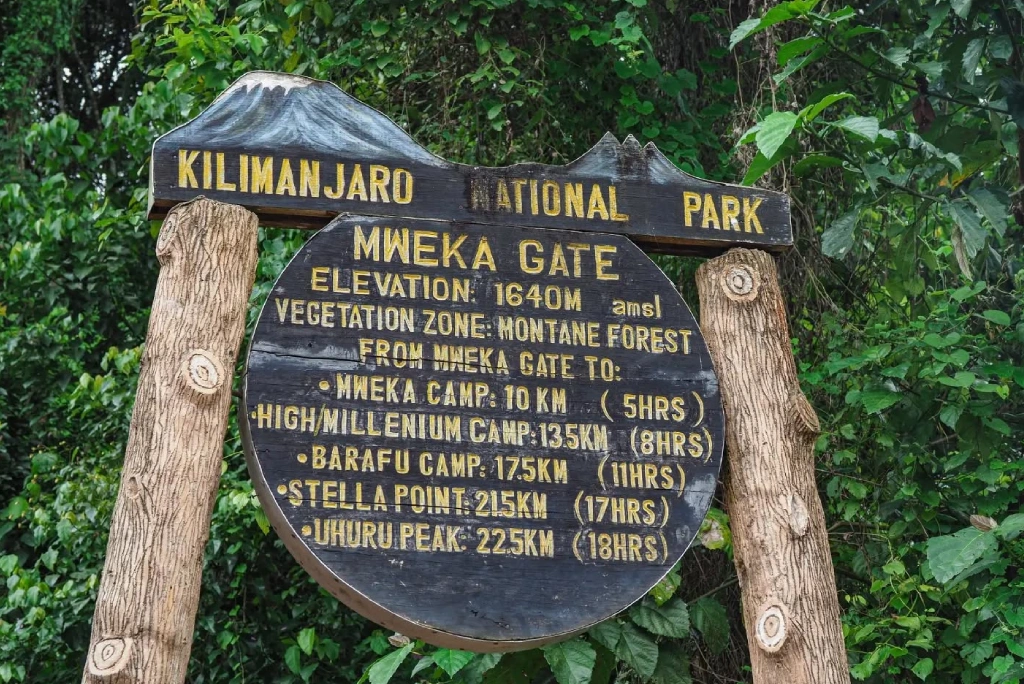 KILIMANJARO NATIONAL PARK
MWEKA GATE
ELEVATION: 1640M amsl
VEGETATION ZONE: MONTANE FOREST
FROM MWEKA GATE TO:
• MWEKA CAMP: 10 KM (5HRS)
•HIGH/MILLENIUM CAMP:13.5KM (8HRS)
•BARAFU CAMP: 17.5KM (11HRS)
•STELLA POINT: 21.5KM (17HRS)
•UHURU PEAK: 22.5KM (18HRS)